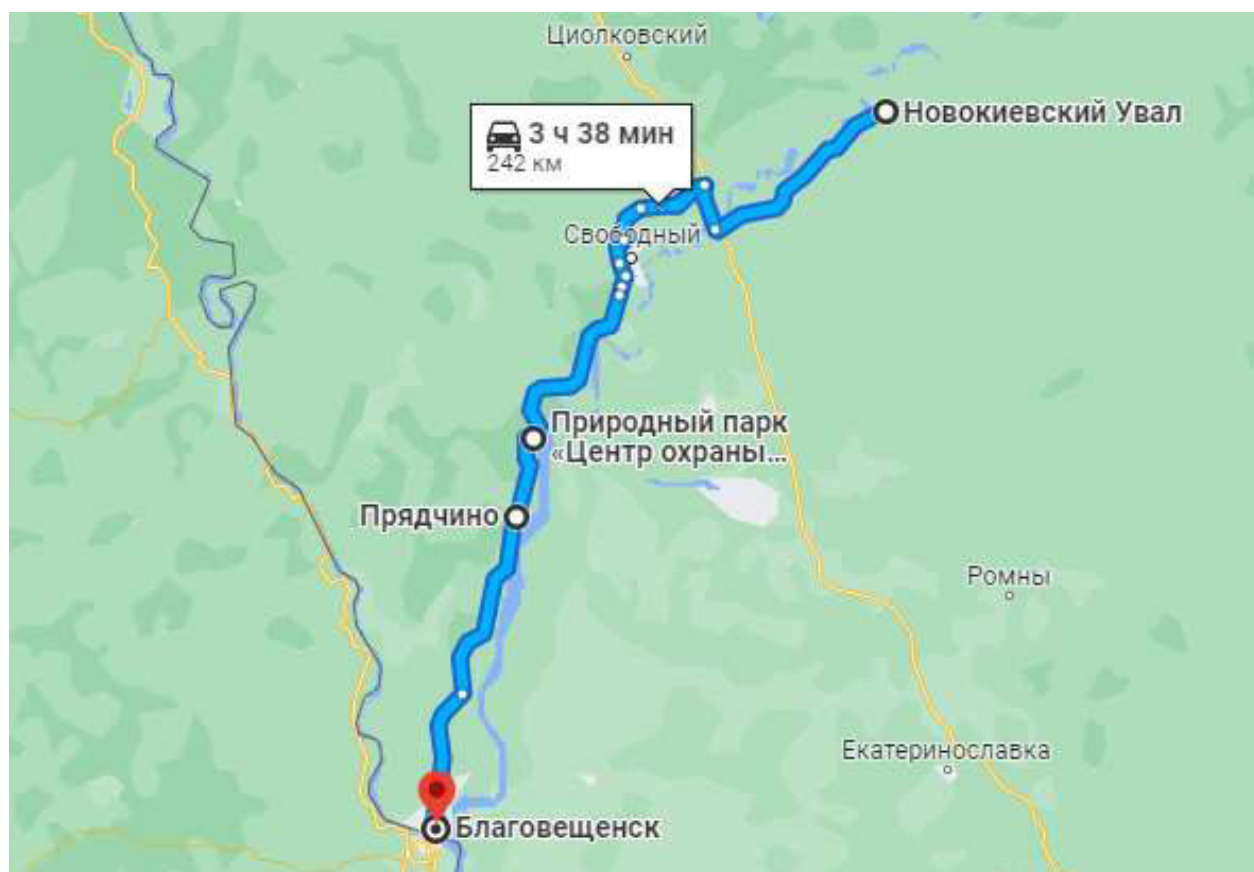 Циолковский
Новокиевский Увал
3 ч 38 мин
242 км
Свободный
Природный парк
«Центр охраны...
Прядчино
Ромны
Екатеринославка
Благовещенск